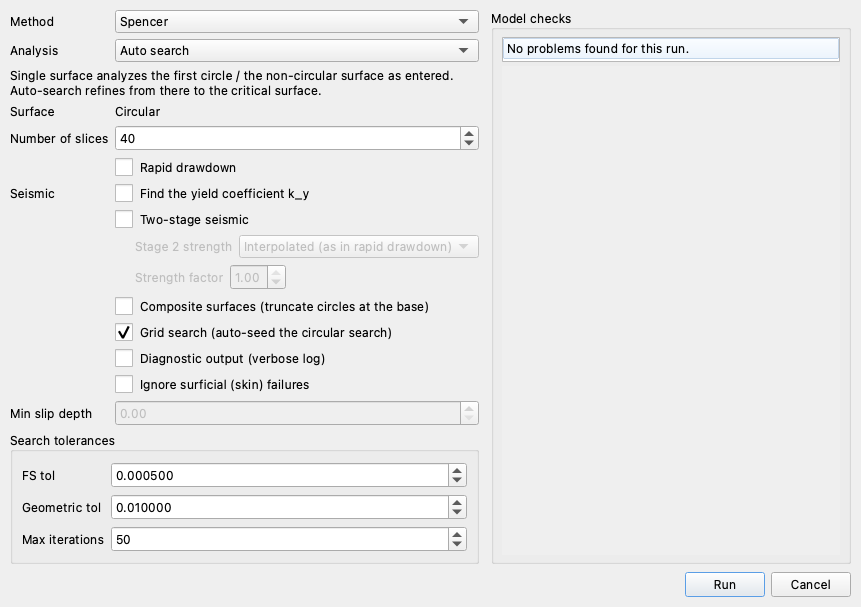 Method
Spencer
Analysis
Auto search
Single surface analyzes the first circle / the non-circular surface as entered.
Auto-search refines from there to the critical surface.
Surface
Circular
Number of slices
40
Rapid drawdown
Seismic
Find the yield coefficient k_y
Two-stage seismic
Stage 2 strength
Interpolated (as in rapid drawdown)
Strength factor
1.00
Composite surfaces (truncate circles at the base)
Grid search (auto-seed the circular search)
Diagnostic output (verbose log)
Ignore surficial (skin) failures
Min slip depth
0.00
Search tolerances
FS tol
0.000500
Geometric tol
0.010000
Max iterations
50
Model checks
No problems found for this run.
Run
Cancel